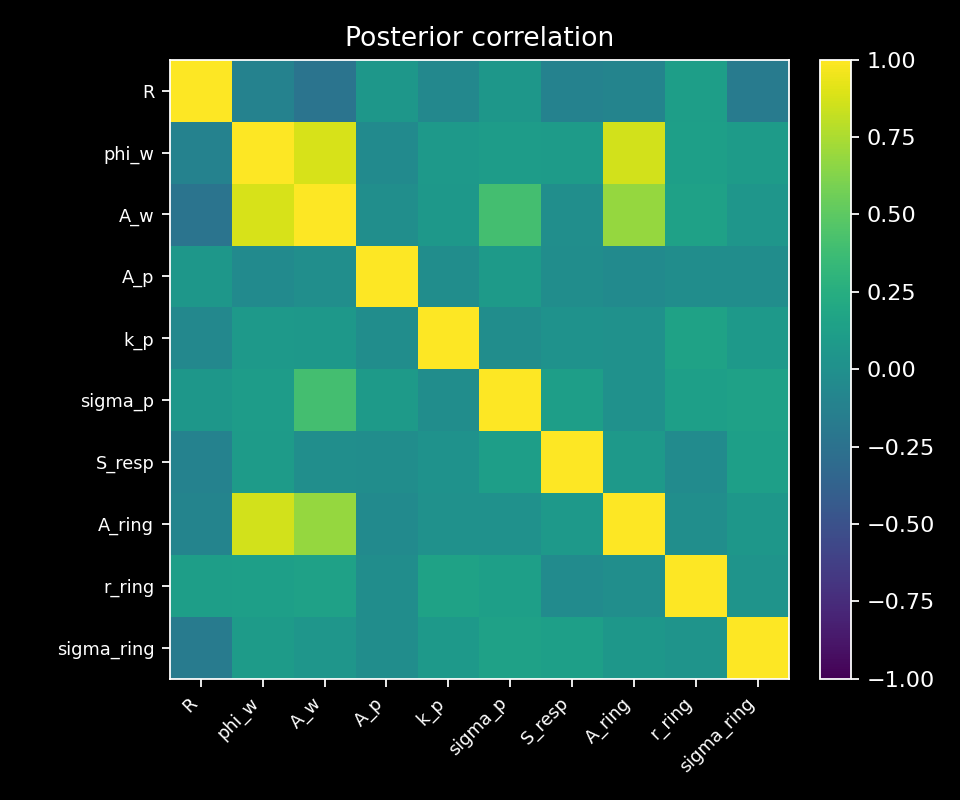 Posterior correlation
R
phi_w
A_w
A_p
k_p
sigma_p
S_resp
A_ring
r_ring
sigma_ring
R
phi_w
A_w
A_p
k_p
sigma_p
S_resp
A_ring
r_ring
sigma_ring
1.00
0.75
0.50
0.25
0.00
−0.25
−0.50
−0.75
−1.00